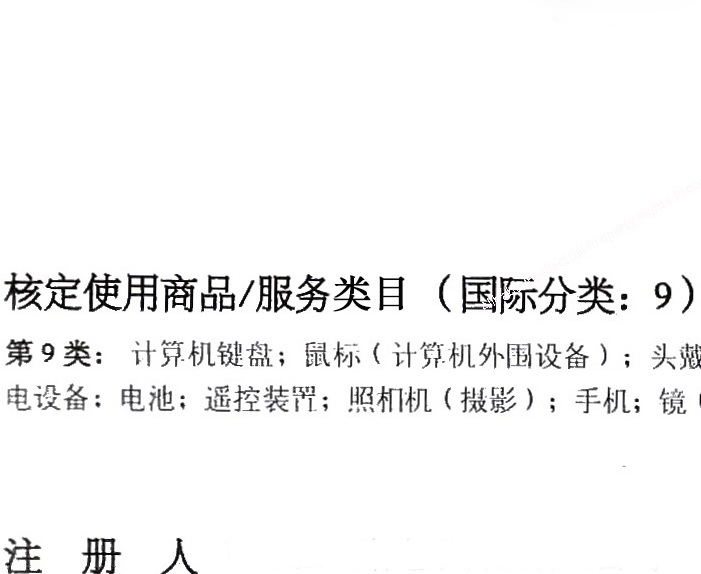 核定使用商品/服务类目（国际分类：9）
第9类：计算机键盘；鼠标（计算机外围设备）；头戴
电设备；电池；遥控装置；照相机（摄影）；手机；镜（
注 册 人